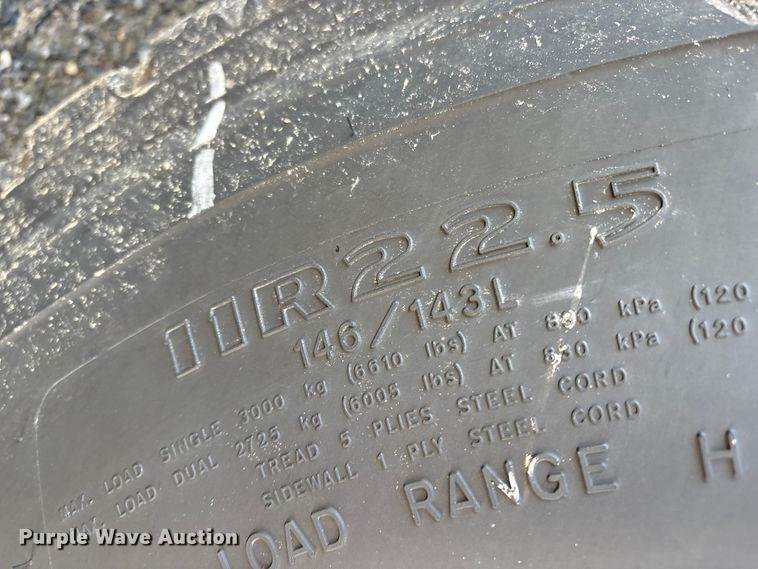 11R22.5
146/143L
MAX. LOAD SINGLE 3000 kg (6610 lbs) AT 830 kPa (120
MAX. LOAD DUAL 2725 kg (6005 lbs) AT 830 kPa (120
TREAD 5 PLIES STEEL CORD
SIDEWALL 1 PLY STEEL CORD
LOAD RANGE H
Purple Wave Auction